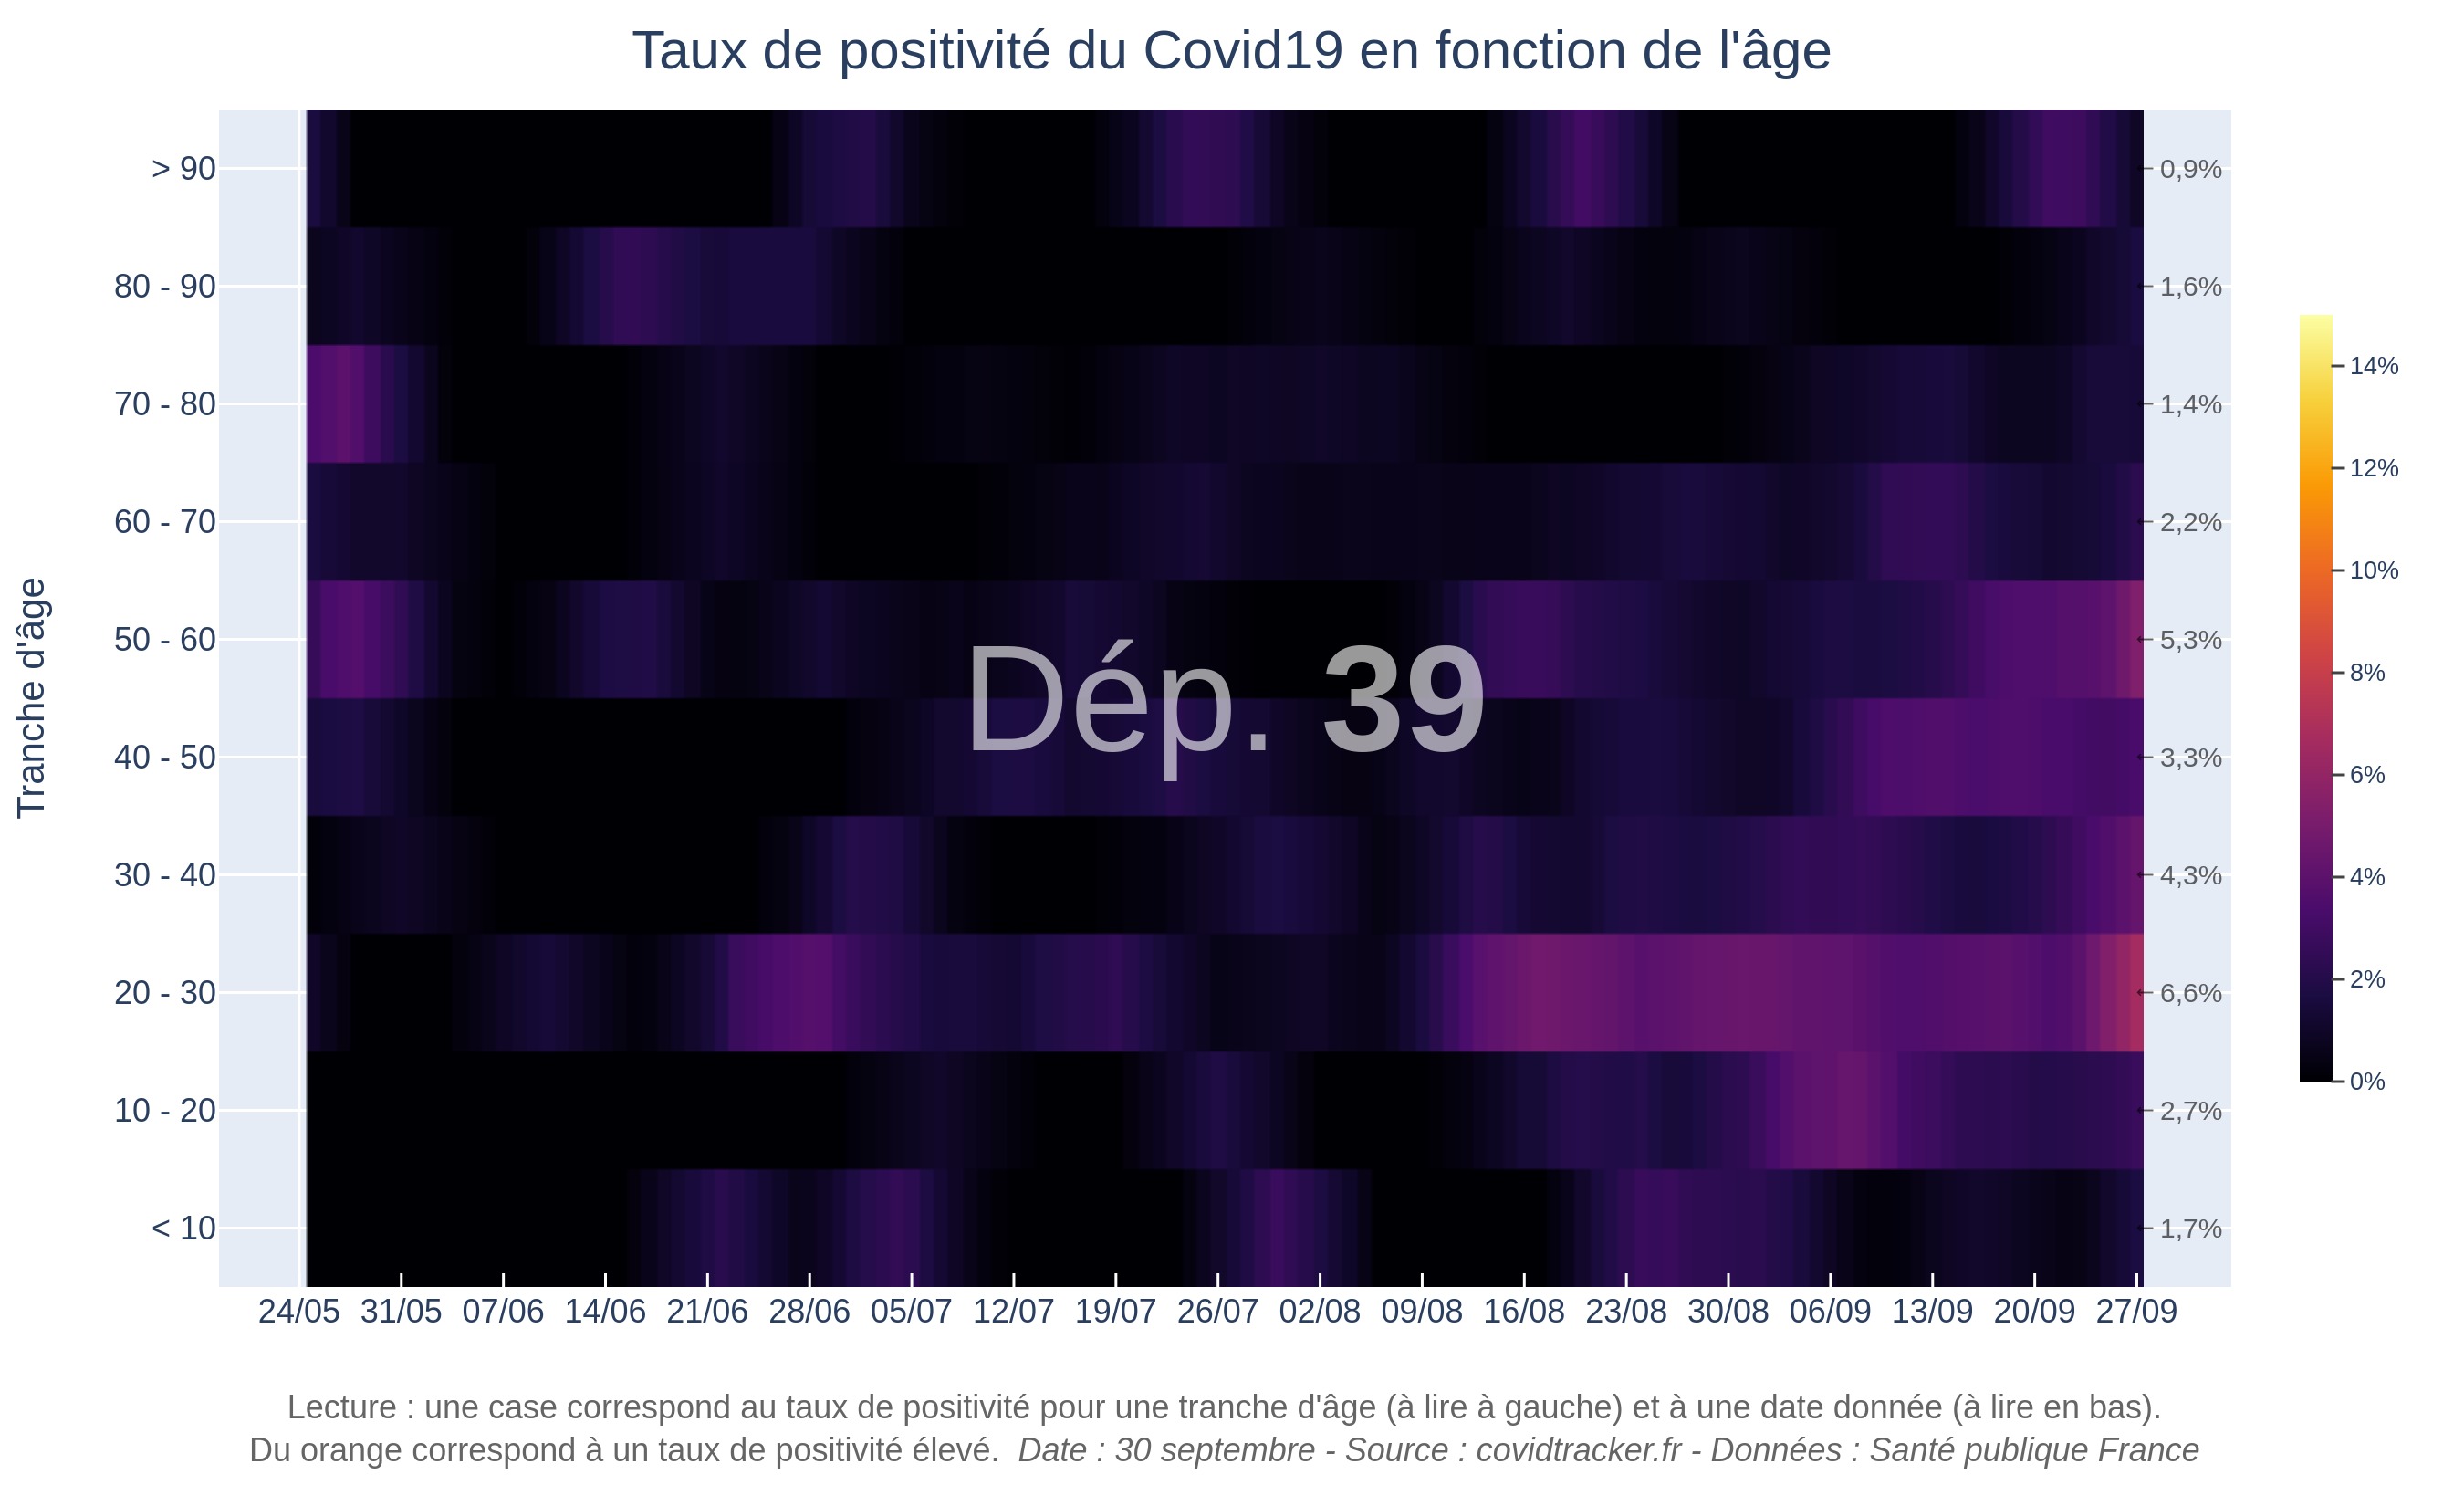 Taux de positivité du Covid19 en fonction de l'âge
Tranche d'âge
> 90
80 - 90
70 - 80
60 - 70
50 - 60
40 - 50
30 - 40
20 - 30
10 - 20
< 10
Dép. 39
0,9%
1,6%
1,4%
2,2%
5,3%
3,3%
4,3%
6,6%
2,7%
1,7%
14%
12%
10%
8%
6%
4%
2%
0%
24/05 31/05 07/06 14/06 21/06 28/06 05/07 12/07 19/07 26/07 02/08 09/08 16/08 23/08 30/08 06/09 13/09 20/09 27/09
Lecture : une case correspond au taux de positivité pour une tranche d'âge (à lire à gauche) et à une date donnée (à lire en bas).
Du orange correspond à un taux de positivité élevé. Date : 30 septembre - Source : covidtracker.fr - Données : Santé publique France